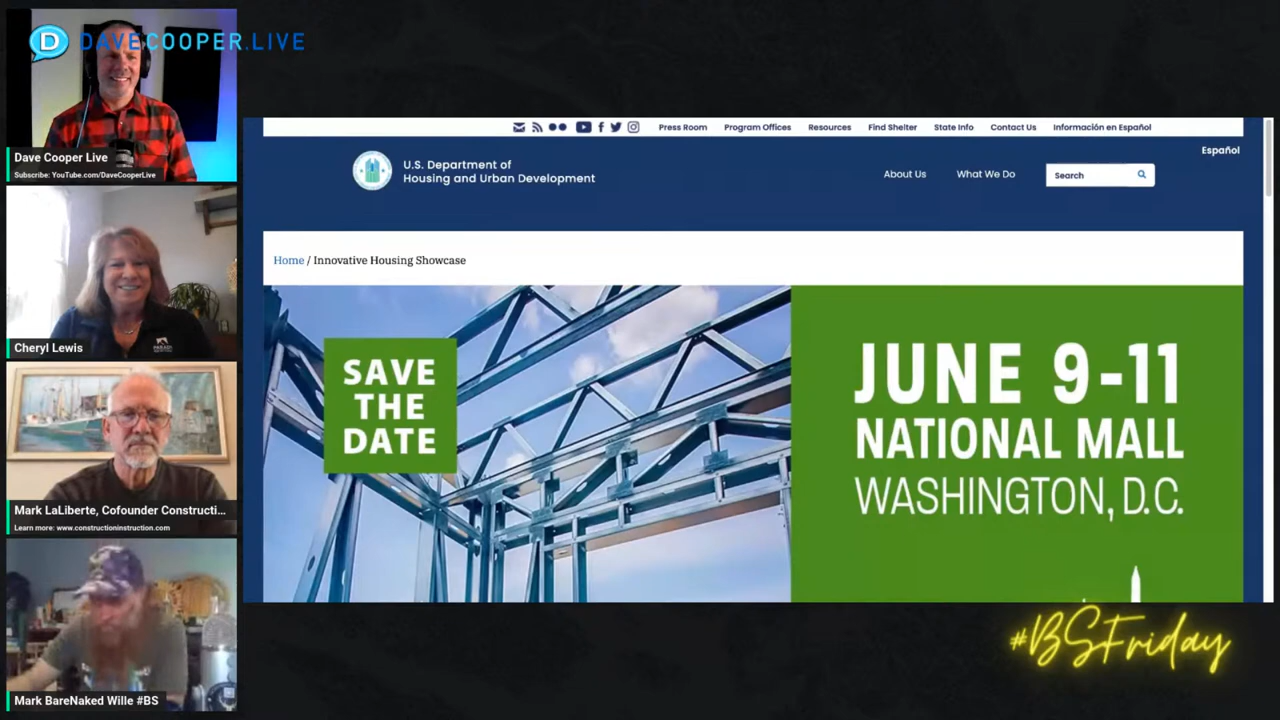 D DAVECOOPER.LIVE
Dave Cooper Live
Subscribe: YouTube.com/DaveCooperLive
Cheryl Lewis
Mark LaLiberte, Cofounder Constructi...
Learn more: www.constructioninstruction.com
Mark BareNaked Wille #BS
Press Room Program Offices Resources Find Shelter State Info Contact Us Información en Español
Español
U.S. Department of
Housing and Urban Development
About Us What We Do Search
Home / Innovative Housing Showcase
SAVE
THE
DATE
JUNE 9-11
NATIONAL MALL
WASHINGTON, D.C.
#BSFriday